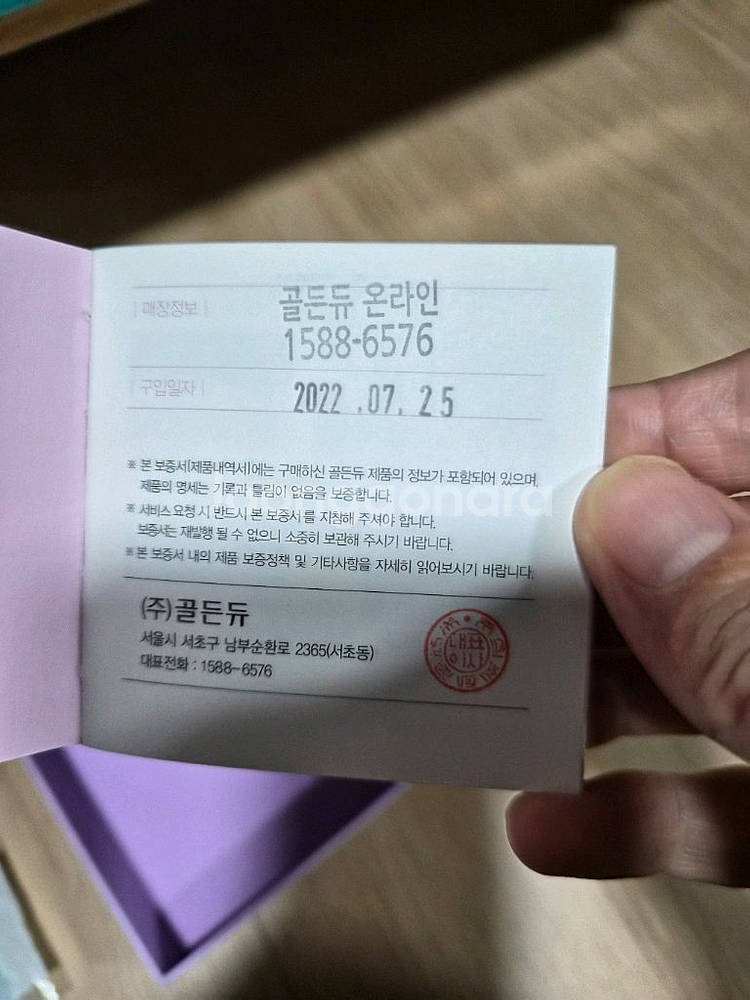 매장정보
골든듀 온라인
1588-6576
구입일자
2022 .07. 25
※ 본 보증서(제품내역서)에는 구매하신 골든듀 제품의 정보가 포함되어 있으며,
제품의 명세는 기록과 틀림이 없음을 보증합니다.
※ 서비스 요청 시 반드시 본 보증서 를 지참해 주셔야 합니다.
보증서는 재발행 될 수 없으니 소중히 보관해 주시기 바랍니다.
※ 본 보증서 내의 제품 보증정책 및 기타사항을 자세히 읽어보시기 바랍니다.
(주)골든듀
서울시 서초구 남부순환로 2365(서초동)
대표전화 : 1588-6576
대표